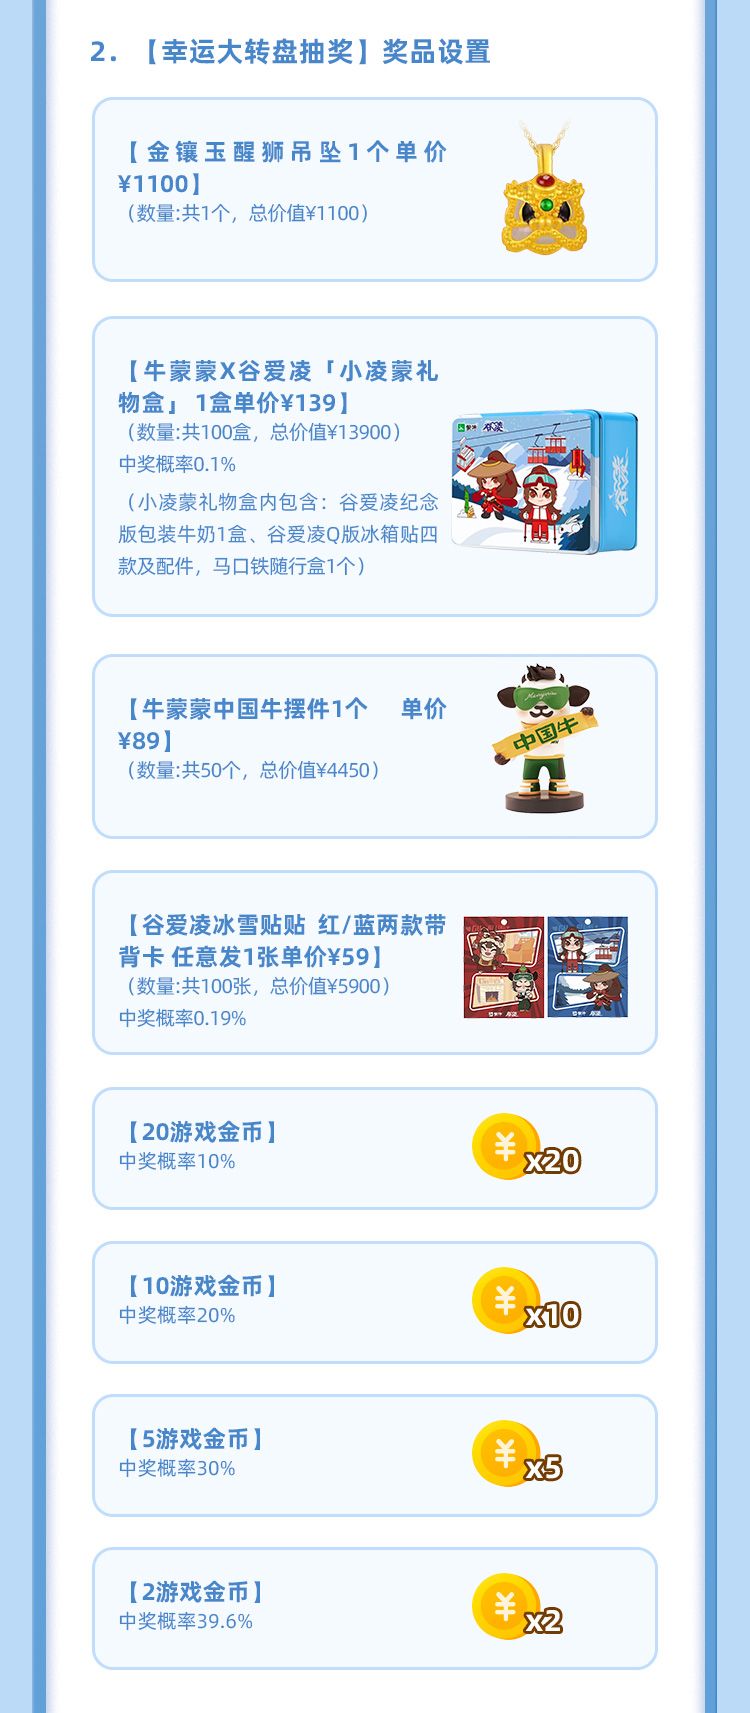 2. 【幸运大转盘抽奖】奖品设置
【金镶玉醒狮吊坠1个单价
¥1100】
（数量:共1个，总价值¥1100）
【牛蒙蒙X谷爱凌「小凌蒙礼
物盒」 1盒单价¥139】
（数量:共100盒，总价值¥13900）
中奖概率0.1%
（小凌蒙礼物盒内包含：谷爱凌纪念
版包装牛奶1盒、谷爱凌Q版冰箱贴四
款及配件，马口铁随行盒1个）
蒙牛
【牛蒙蒙中国牛摆件1个 单价
¥89】
（数量:共50个，总价值¥4450）
中国牛
【谷爱凌冰雪贴贴 红/蓝两款带
背卡 任意发1张单价¥59】
（数量:共100张，总价值¥5900）
中奖概率0.19%
蒙牛
蒙牛
【20游戏金币】
中奖概率10%
¥
x20
【10游戏金币】
中奖概率20%
¥
x10
【5游戏金币】
中奖概率30%
¥
x5
【2游戏金币】
中奖概率39.6%
¥
x2